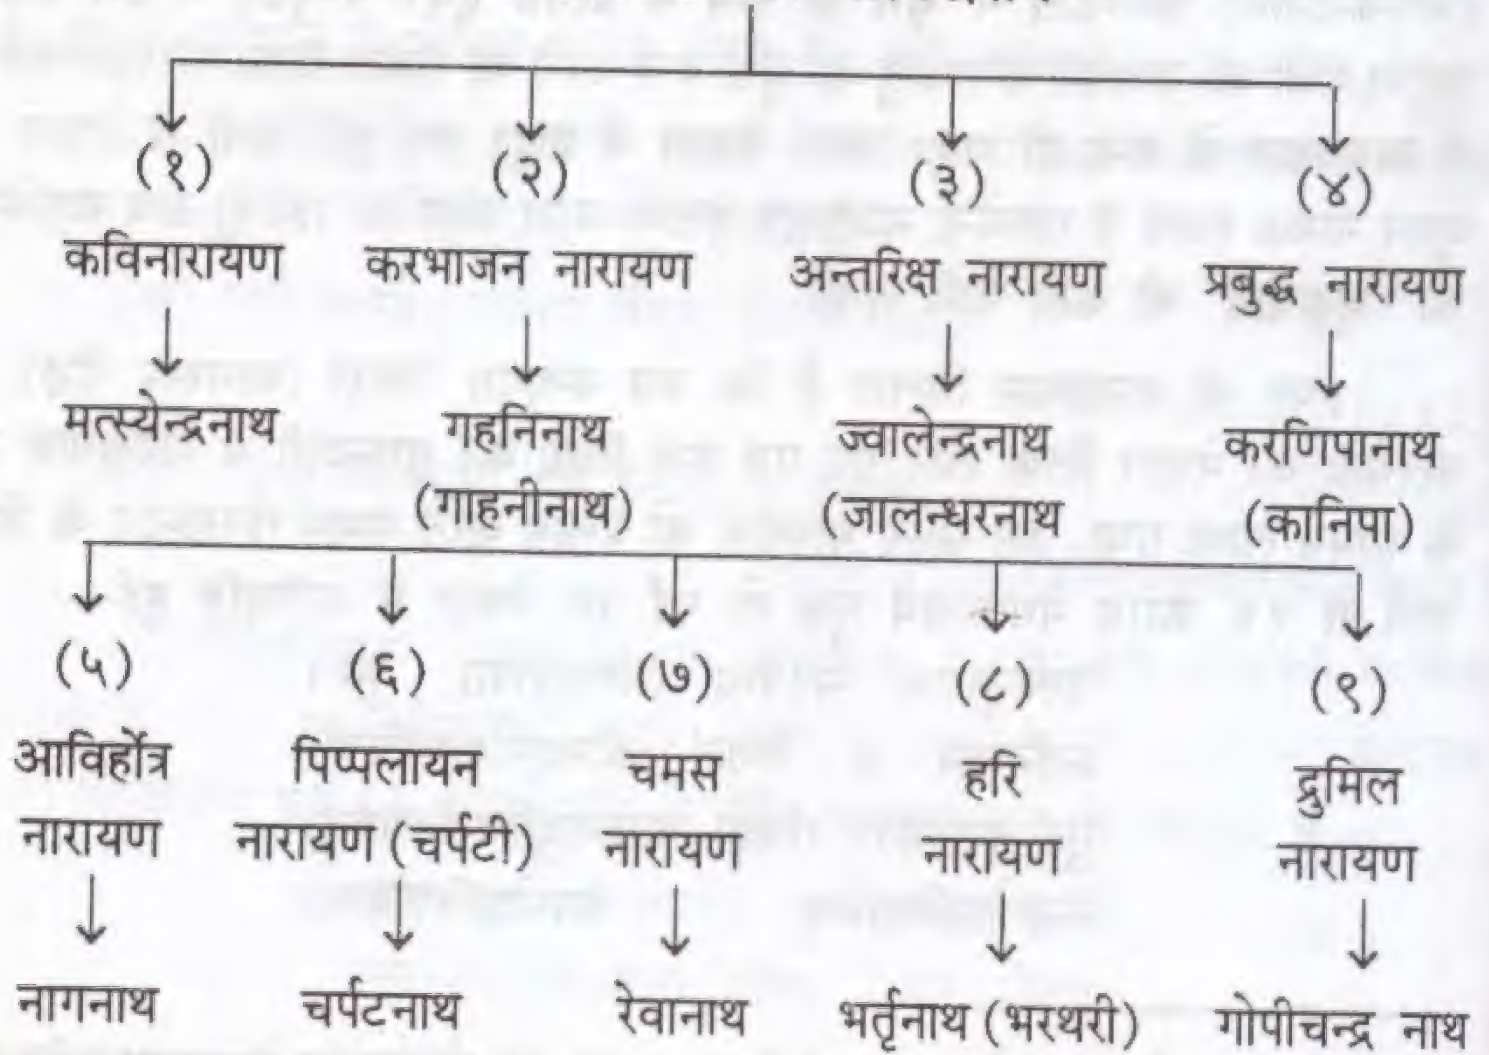 (१) (२) (३) (४)
कविनारायण करभाजन नारायण अन्तरिक्ष नारायण प्रबुद्ध नारायण
मत्स्येन्द्रनाथ गहनिनाथ ज्वालेन्द्रनाथ करणिपानाथ
(गाहनीनाथ) (जालन्धरनाथ (कानिपा)
(५) (६) (७) (८) (९)
आविर्होत्र पिप्पलायन चमस हरि द्रुमिल
नारायण नारायण (चर्पटी) नारायण नारायण नारायण
नागनाथ चर्पटनाथ रेवानाथ भर्तृनाथ (भरथरी) गोपीचन्द्र नाथ